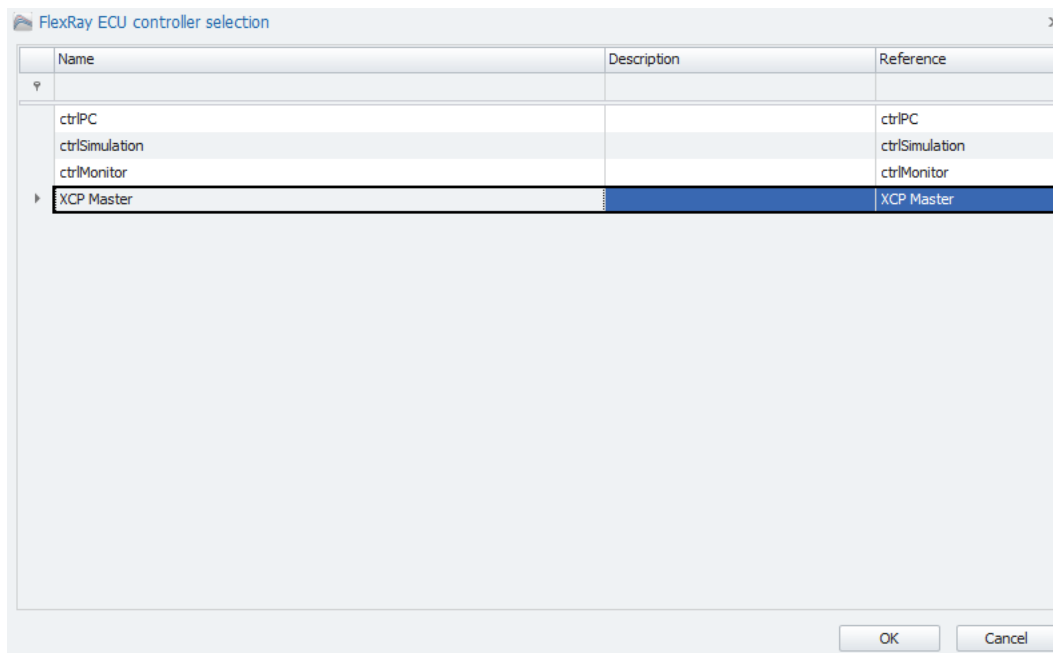 FlexRay ECU controller selection
Name Description Reference
ctrlPC ctrlPC
ctrlSimulation ctrlSimulation
ctrlMonitor ctrlMonitor
XCP Master XCP Master
OK Cancel